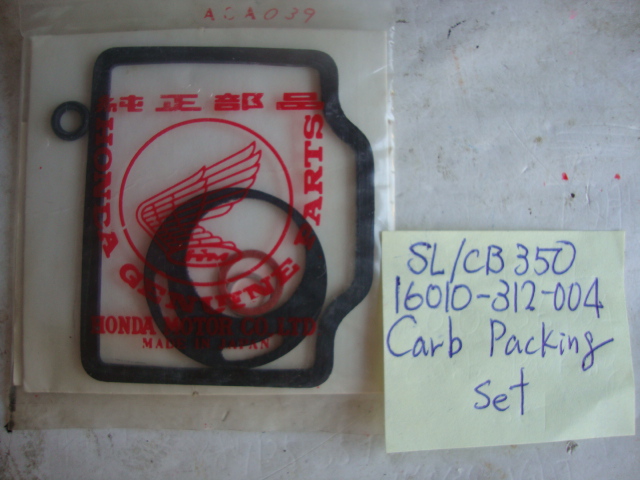 ACA039
純正部品
HONDA
PARTS
GENUINE
HONDA MOTOR CO., LTD.
MADE IN JAPAN
SL/CB350
16010-312-004
Carb Packing
set